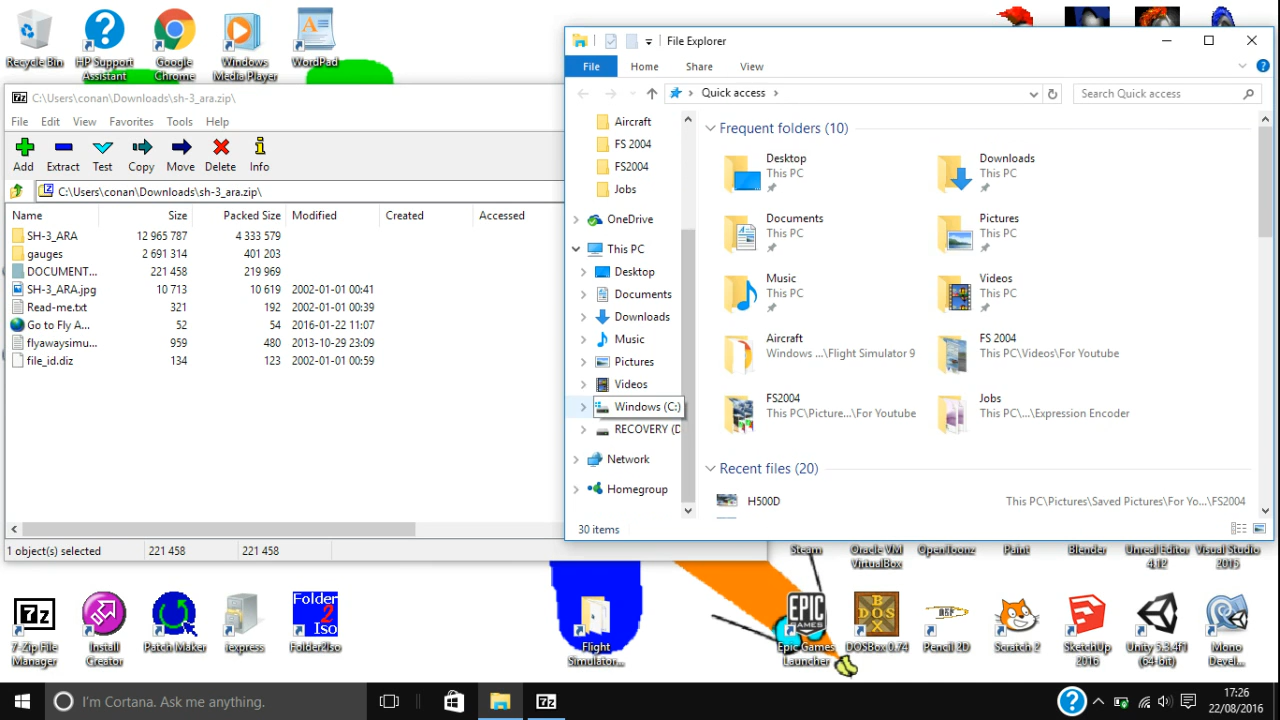 Recycle Bin
HP Support Assistant
Google Chrome
Windows Media Player
WordPad
C:\Users\conan\Downloads\sh-3_ara.zip\
File Edit View Favorites Tools Help
Add Extract Test Copy Move Delete Info
C:\Users\conan\Downloads\sh-3_ara.zip\
Name Size Packed Size Modified Created Accessed
SH-3_ARA 12 965 787 4 333 579
gauges 2 691 314 401 203
DOCUMENT... 221 458 219 969
SH-3_ARA.jpg 10 713 10 619 2002-01-01 00:41
Read-me.txt 321 192 2002-01-01 00:39
Go to Fly A... 52 54 2016-01-22 11:07
flyawaysimu... 959 480 2013-10-29 23:09
file_id.diz 134 123 2002-01-01 00:59
1 object(s) selected 221 458 221 458
File Explorer
File Home Share View
Quick access
Search Quick access
Aircraft
FS 2004
FS2004
Jobs
OneDrive
This PC
Desktop
Documents
Downloads
Music
Pictures
Videos
Windows (C:)
RECOVERY (D
Network
Homegroup
Frequent folders (10)
Desktop
This PC
Downloads
This PC
Documents
This PC
Pictures
This PC
Music
This PC
Videos
This PC
Aircraft
Windows ...\Flight Simulator 9
FS 2004
This PC\Videos\For Youtube
FS2004
This PC\Picture...\For Youtube
Jobs
This PC\...\Expression Encoder
Recent files (20)
H500D This PC\Pictures\Saved Pictures\For Yo...\FS2004
30 items
Steam
Oracle VM VirtualBox
OpenToonz
Paint
Blender
Unreal Editor 4.12
Visual Studio 2015
7-Zip File Manager
Install Creator
Patch Maker
iexpress
Folder 2 Iso
Folder2Iso
Flight Simulator...
EPIC GAMES
Epic Games Launcher
DOSBox 0.74
Pencil 2D
Scratch 2
SketchUp 2016
Unity 5.3.4f1 (64-bit)
Mono Devel...
I'm Cortana. Ask me anything.
17:26
22/08/2016